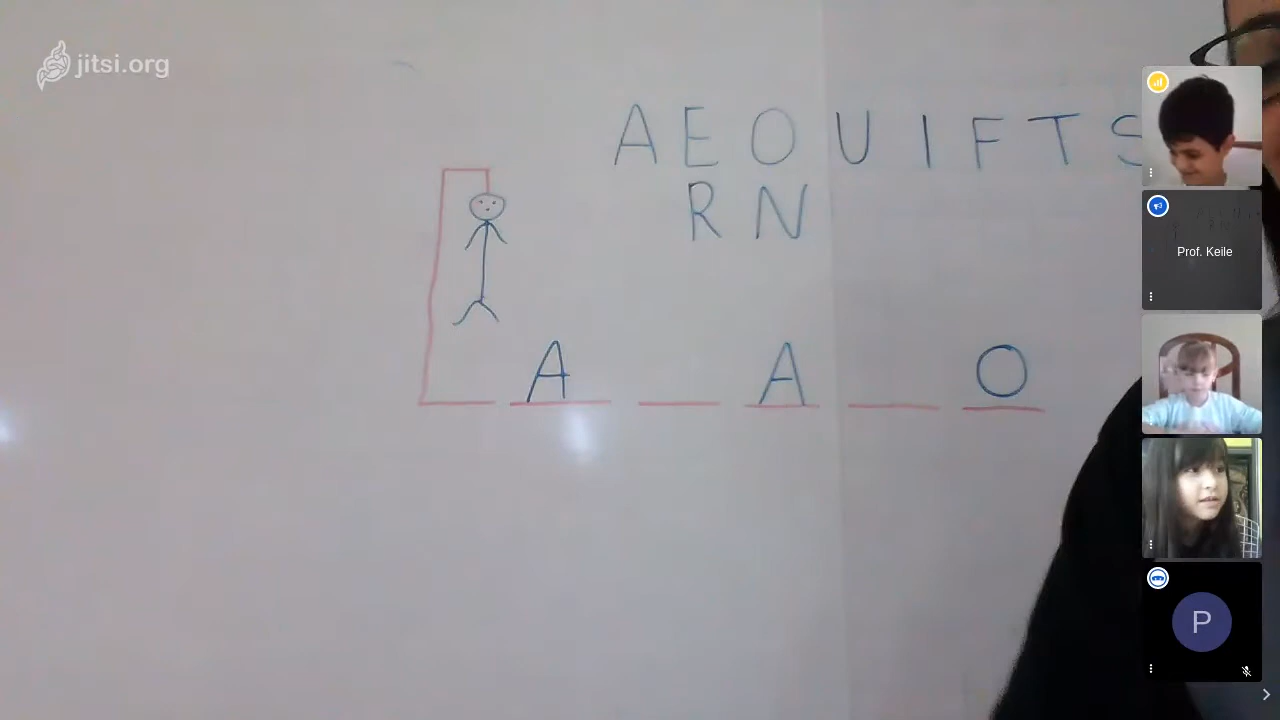 jitsi.org
A E O U I F T S
R N
A _ A _ O
Prof. Keile
P